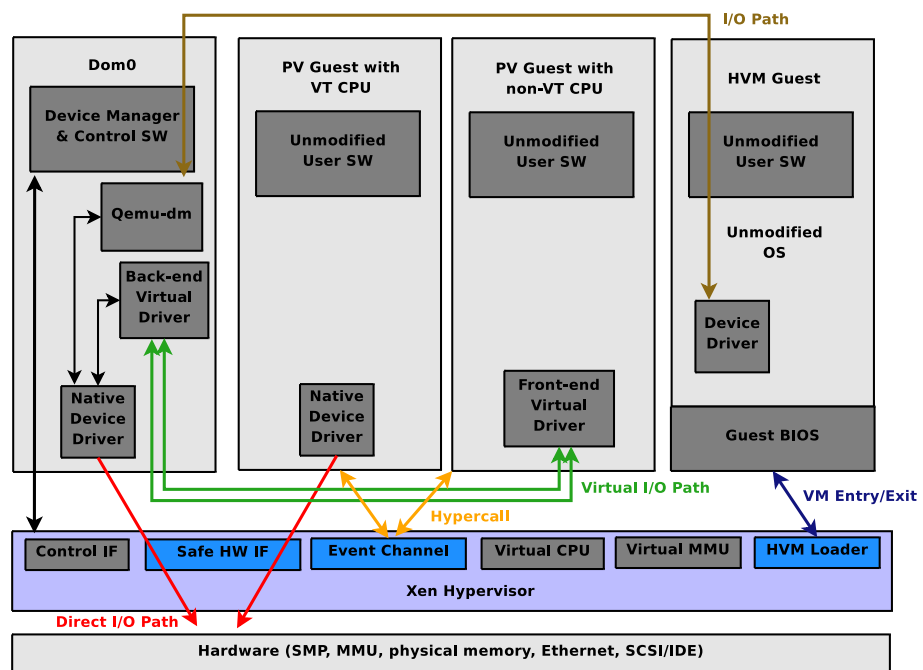 I/O Path
Dom0
Device Manager
& Control SW
Qemu-dm
Back-end
Virtual
Driver
Native
Device
Driver
PV Guest with
VT CPU
Unmodified
User SW
Native
Device
Driver
PV Guest with
non-VT CPU
Unmodified
User SW
Front-end
Virtual
Driver
HVM Guest
Unmodified
User SW
Unmodified
OS
Device
Driver
Guest BIOS
Virtual I/O Path
VM Entry/Exit
Hypercall
Control IF
Safe HW IF
Event Channel
Virtual CPU
Virtual MMU
HVM Loader
Xen Hypervisor
Direct I/O Path
Hardware (SMP, MMU, physical memory, Ethernet, SCSI/IDE)